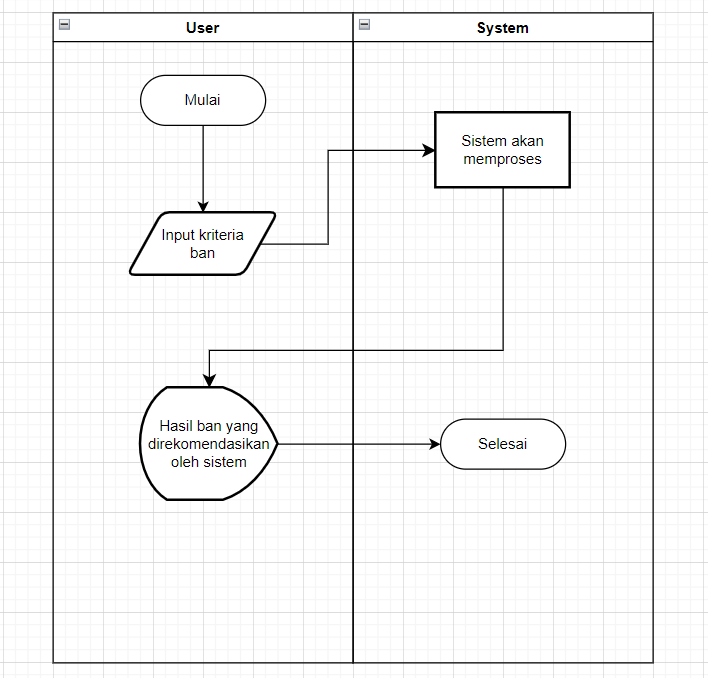 User
System
Mulai
Sistem akan
memproses
Input kriteria
ban
Hasil ban yang
direkomendasikan
oleh sistem
Selesai